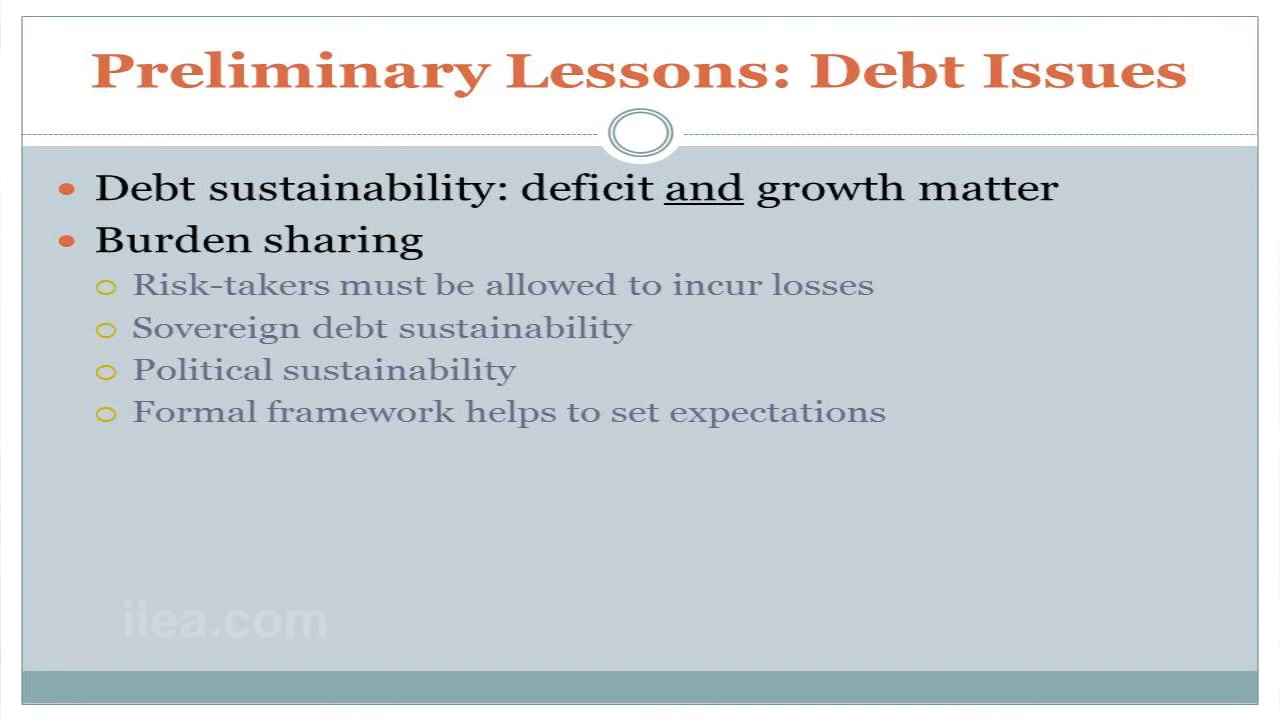 Preliminary Lessons: Debt Issues
Debt sustainability: deficit and growth matter
Burden sharing
Risk-takers must be allowed to incur losses
Sovereign debt sustainability
Political sustainability
Formal framework helps to set expectations
iiea.com